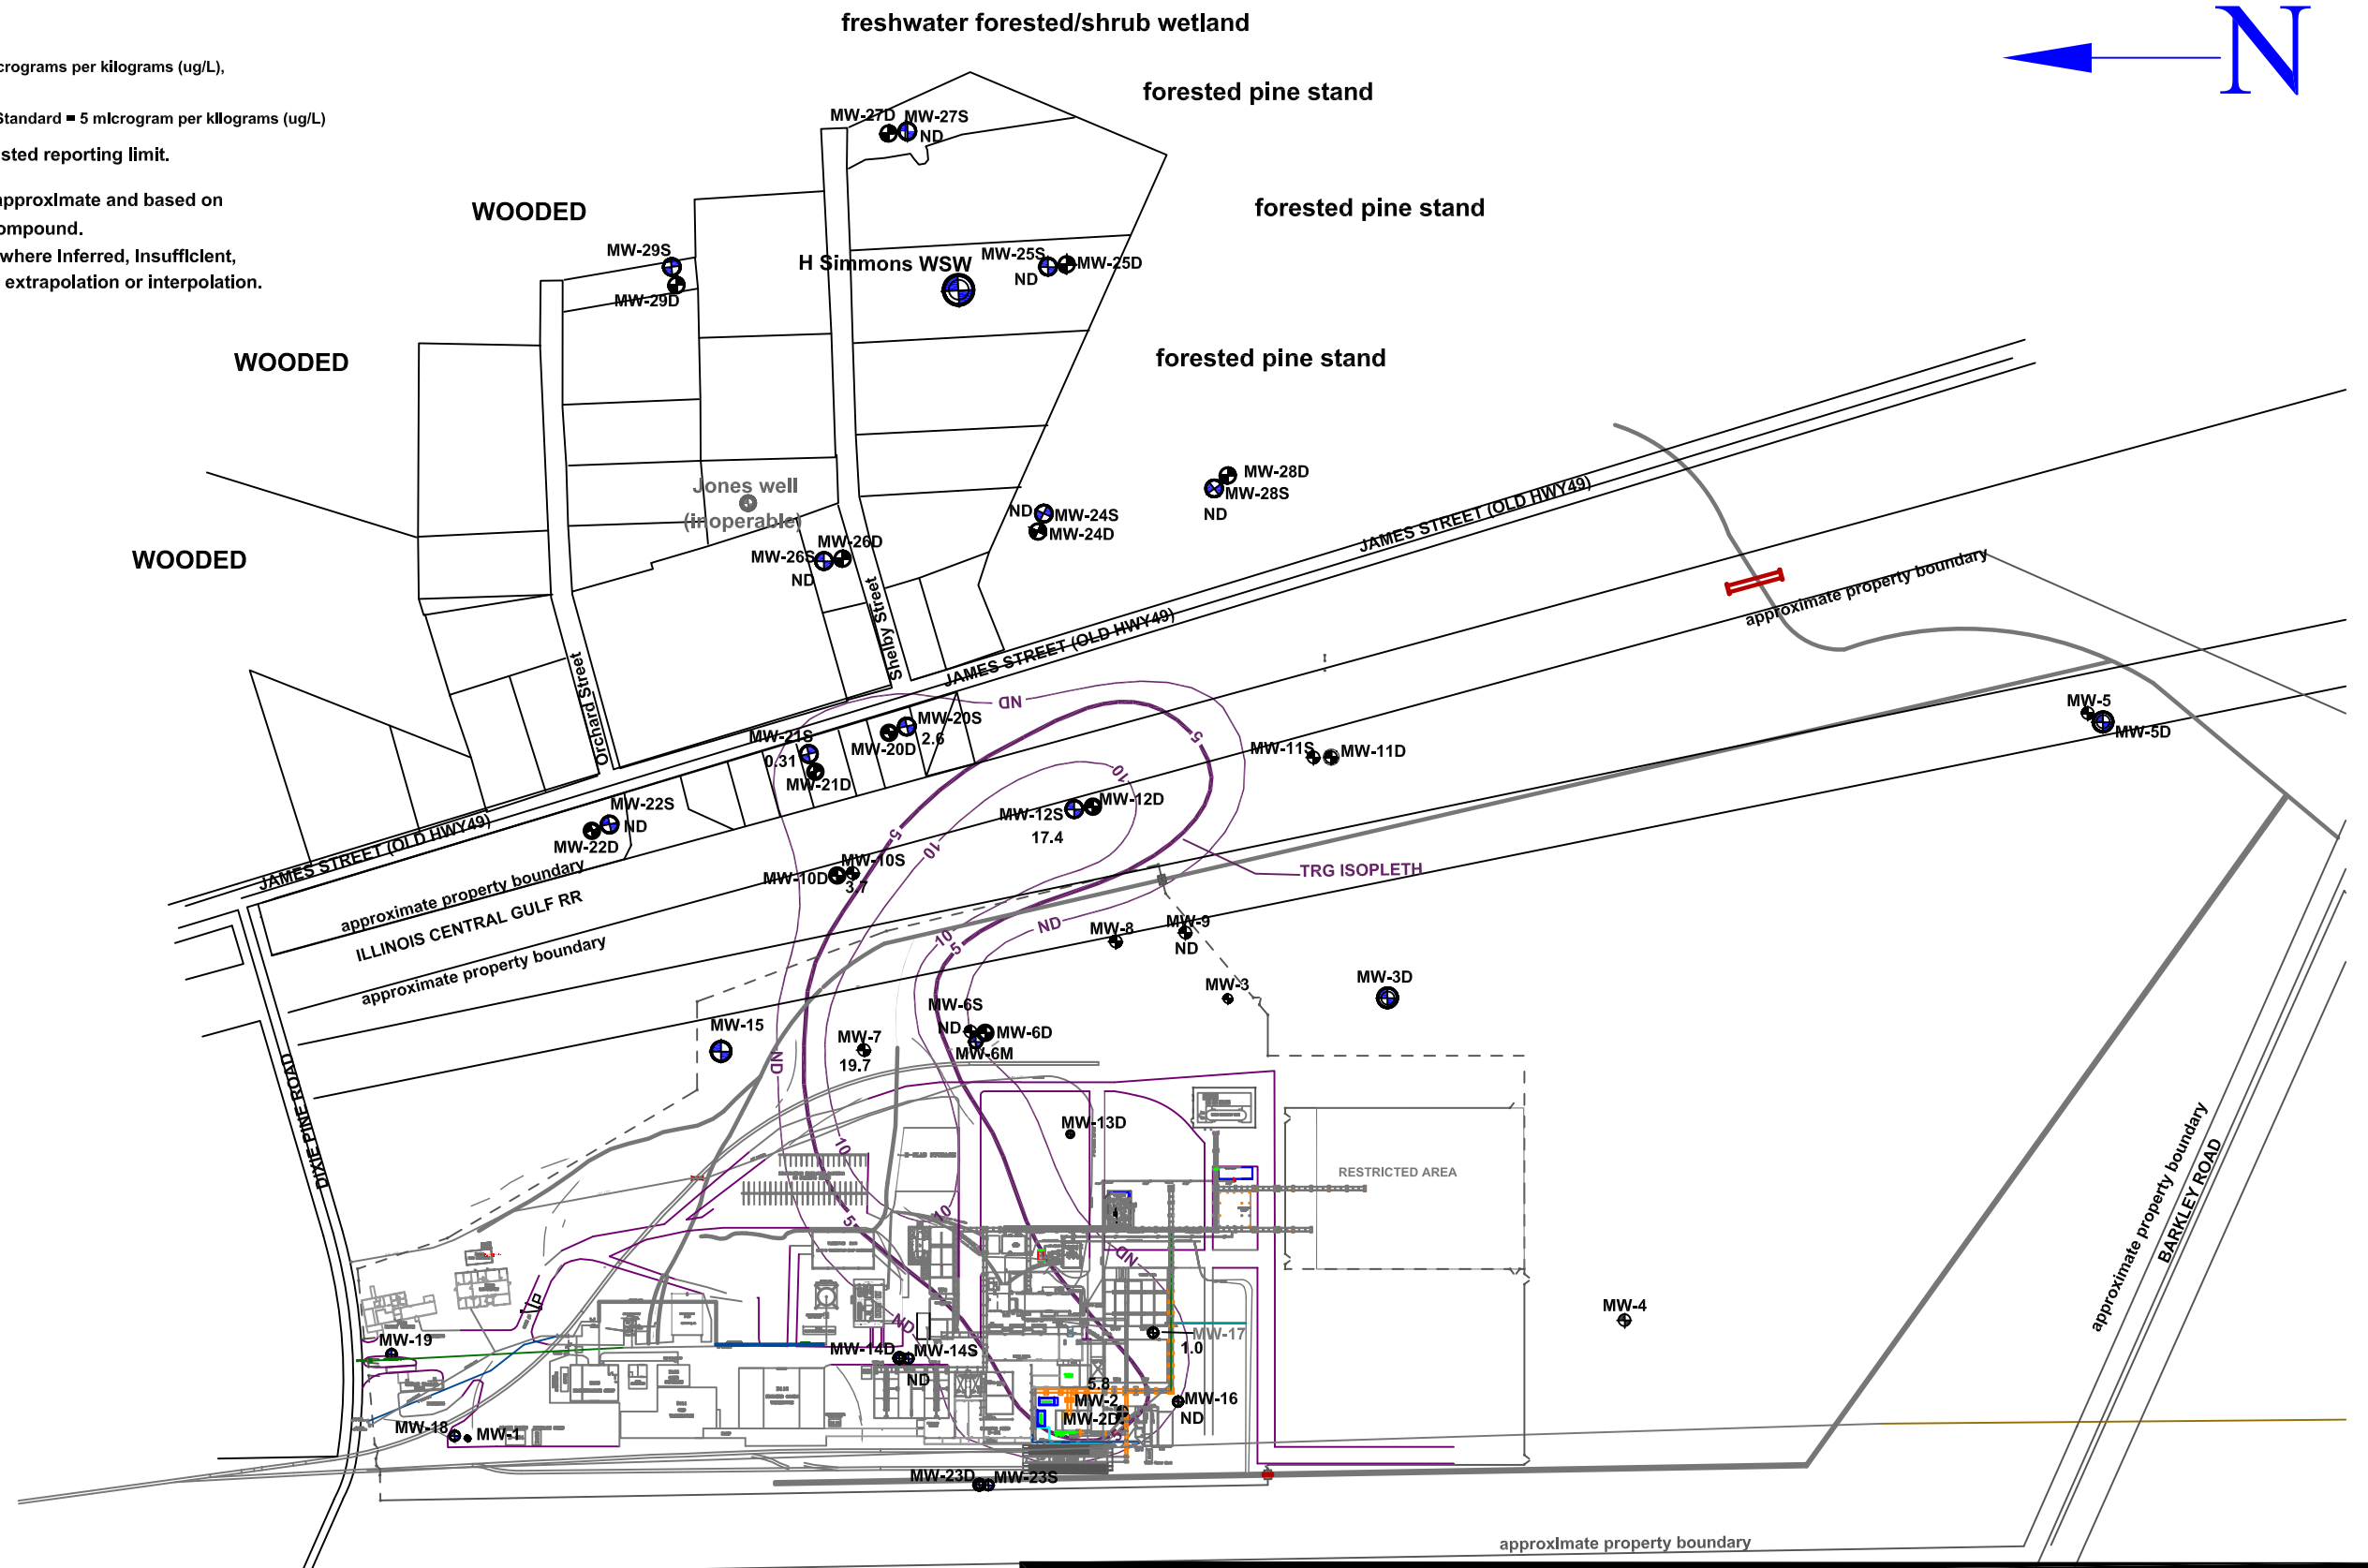 freshwater forested/shrub wetland
N
crograms per kilograms (ug/L),
forested pine stand
Standard = 5 microgram per kilograms (ug/L)
MW-27D
MW-27S
ND
sted reporting limit.
approximate and based on
ompound.
where Inferred, Insufficient,
extrapolation or interpolation.
WOODED
forested pine stand
MW-29S
MW-29D
H Simmons WSW
MW-25S
MW-25D
ND
WOODED
forested pine stand
Jones well
(inoperable)
MW-28D
MW-28S
ND
ND
MW-24S
MW-24D
JAMES STREET (OLD HWY49)
WOODED
MW-26D
MW-26S
ND
Shelby Street
approximate property boundary
JAMES STREET (OLD HWY49)
Orchard Street
ND
MW-5
MW-5D
MW-20S
MW-20D
2.6
MW-21S
0.31
MW-21D
5
MW-11S
MW-11D
10
MW-22S
ND
MW-22D
MW-12S
MW-12D
17.4
JAMES STREET (OLD HWY49)
5
10
MW-10S
MW-10D
3.7
TRG ISOPLETH
approximate property boundary
ILLINOIS CENTRAL GULF RR
approximate property boundary
ND
10
5
MW-8
MW-9
ND
MW-3
MW-3D
MW-6S
ND
MW-6D
MW-6M
MW-15
MW-7
19.7
ND
DIXIE PINE ROAD
MW-13D
10
RESTRICTED AREA
approximate property boundary
BARKLEY ROAD
5
10
ND
MW-4
ND
MW-17
1.0
MW-19
MW-14D
MW-14S
ND
5.8
MW-2
MW-2D
MW-16
ND
5
MW-18
MW-1
MW-23D
MW-23S
approximate property boundary